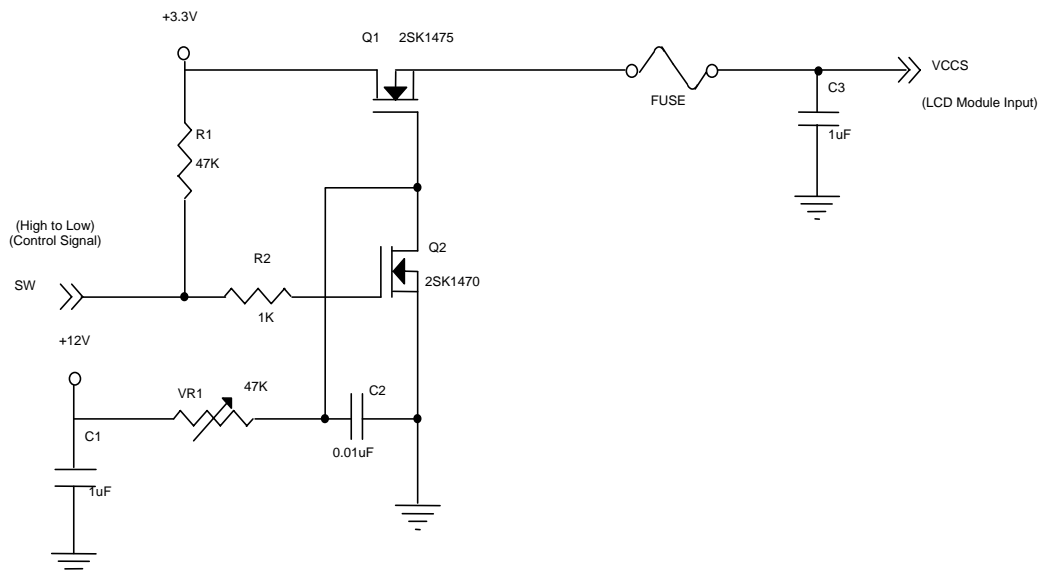 +3.3V
Q1 2SK1475
VCCS
FUSE
C3
(LCD Module Input)
R1
1uF
47K
(High to Low)
(Control Signal)
Q2
R2
SW
2SK1470
1K
+12V
VR1
47K
C2
C1
0.01uF
1uF